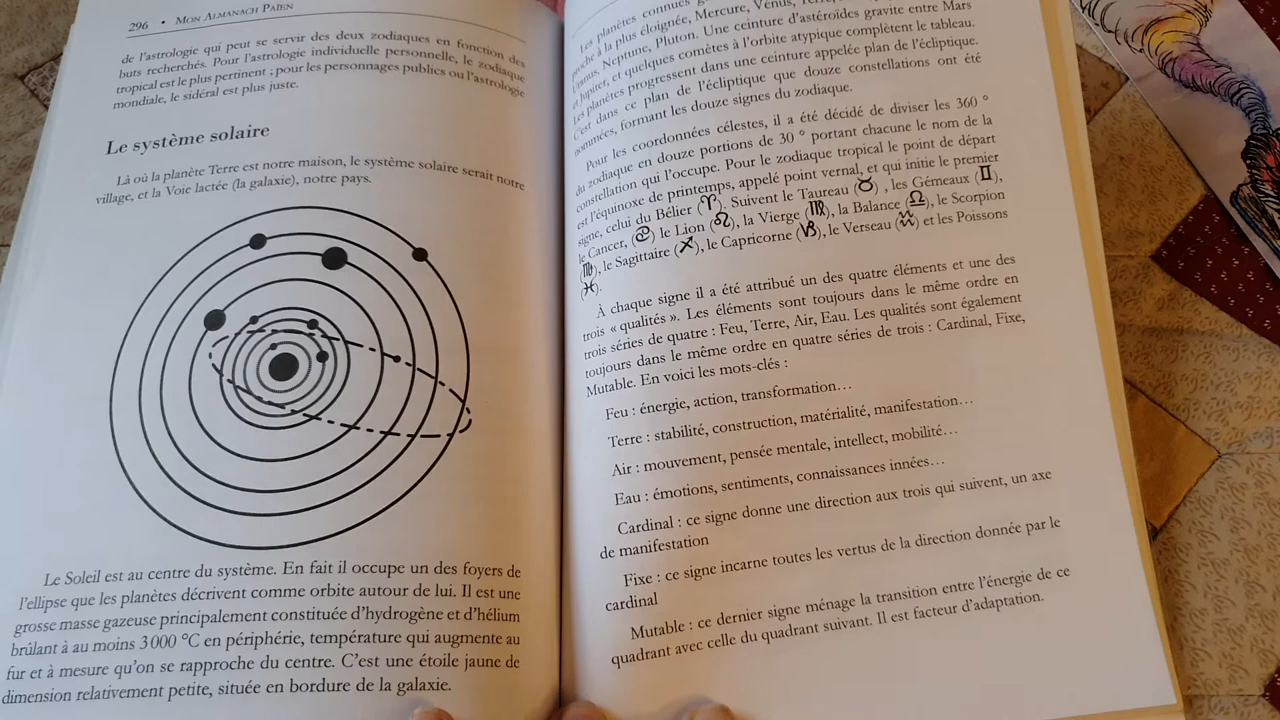 296 • MON ALMANACH PAÏEN
de l'astrologie qui peut se servir des deux zodiaques en fonction des
buts recherchés. Pour l'astrologie individuelle personnelle, le zodiaque
tropical est le plus pertinent ; pour les personnages publics ou l'astrologie
mondiale, le sidéral est plus juste.
Le système solaire
Là où la planète Terre est notre maison, le système solaire serait notre
village, et la Voie lactée (la galaxie), notre pays.
Le Soleil est au centre du système. En fait il occupe un des foyers de
l'ellipse que les planètes décrivent comme orbite autour de lui. Il est une
grosse masse gazeuse principalement constituée d'hydrogène et d'hélium
brûlant à au moins 3 000 °C en périphérie, température qui augmente au
fur et à mesure qu'on se rapproche du centre. C'est une étoile jaune de
dimension relativement petite, située en bordure de la galaxie.
Les planètes connues
proche à la plus éloignée, Mercure, Vénus,
Uranus, Neptune, Pluton. Une ceinture d'astéroïdes gravite entre Mars
et Jupiter, et quelques comètes à l'orbite atypique complètent le tableau.
Les planètes progressent dans une ceinture appelée plan de l'écliptique.
C'est dans ce plan de l'écliptique que douze constellations ont été
nommées, formant les douze signes du zodiaque.
Pour les coordonnées célestes, il a été décidé de diviser les 360 °
du zodiaque en douze portions de 30 ° portant chacune le nom de la
constellation qui l'occupe. Pour le zodiaque tropical le point de départ
est l'équinoxe de printemps, appelé point vernal, et qui initie le premier
signe, celui du Bélier (♈). Suivent le Taureau (♉) , les Gémeaux (♊),
le Cancer, (♋) le Lion (♌), la Vierge (♍), la Balance (♎), le Scorpion
(♏), le Sagittaire (♐), le Capricorne (♑), le Verseau (♒) et les Poissons
(♓).
À chaque signe il a été attribué un des quatre éléments et une des
trois « qualités ». Les éléments sont toujours dans le même ordre en
trois séries de quatre : Feu, Terre, Air, Eau. Les qualités sont également
toujours dans le même ordre en quatre séries de trois : Cardinal, Fixe,
Mutable. En voici les mots-clés :
Feu : énergie, action, transformation…
Terre : stabilité, construction, matérialité, manifestation…
Air : mouvement, pensée mentale, intellect, mobilité…
Eau : émotions, sentiments, connaissances innées…
Cardinal : ce signe donne une direction aux trois qui suivent, un axe
de manifestation
Fixe : ce signe incarne toutes les vertus de la direction donnée par le
cardinal
Mutable : ce dernier signe ménage la transition entre l'énergie de ce
quadrant avec celle du quadrant suivant. Il est facteur d'adaptation.